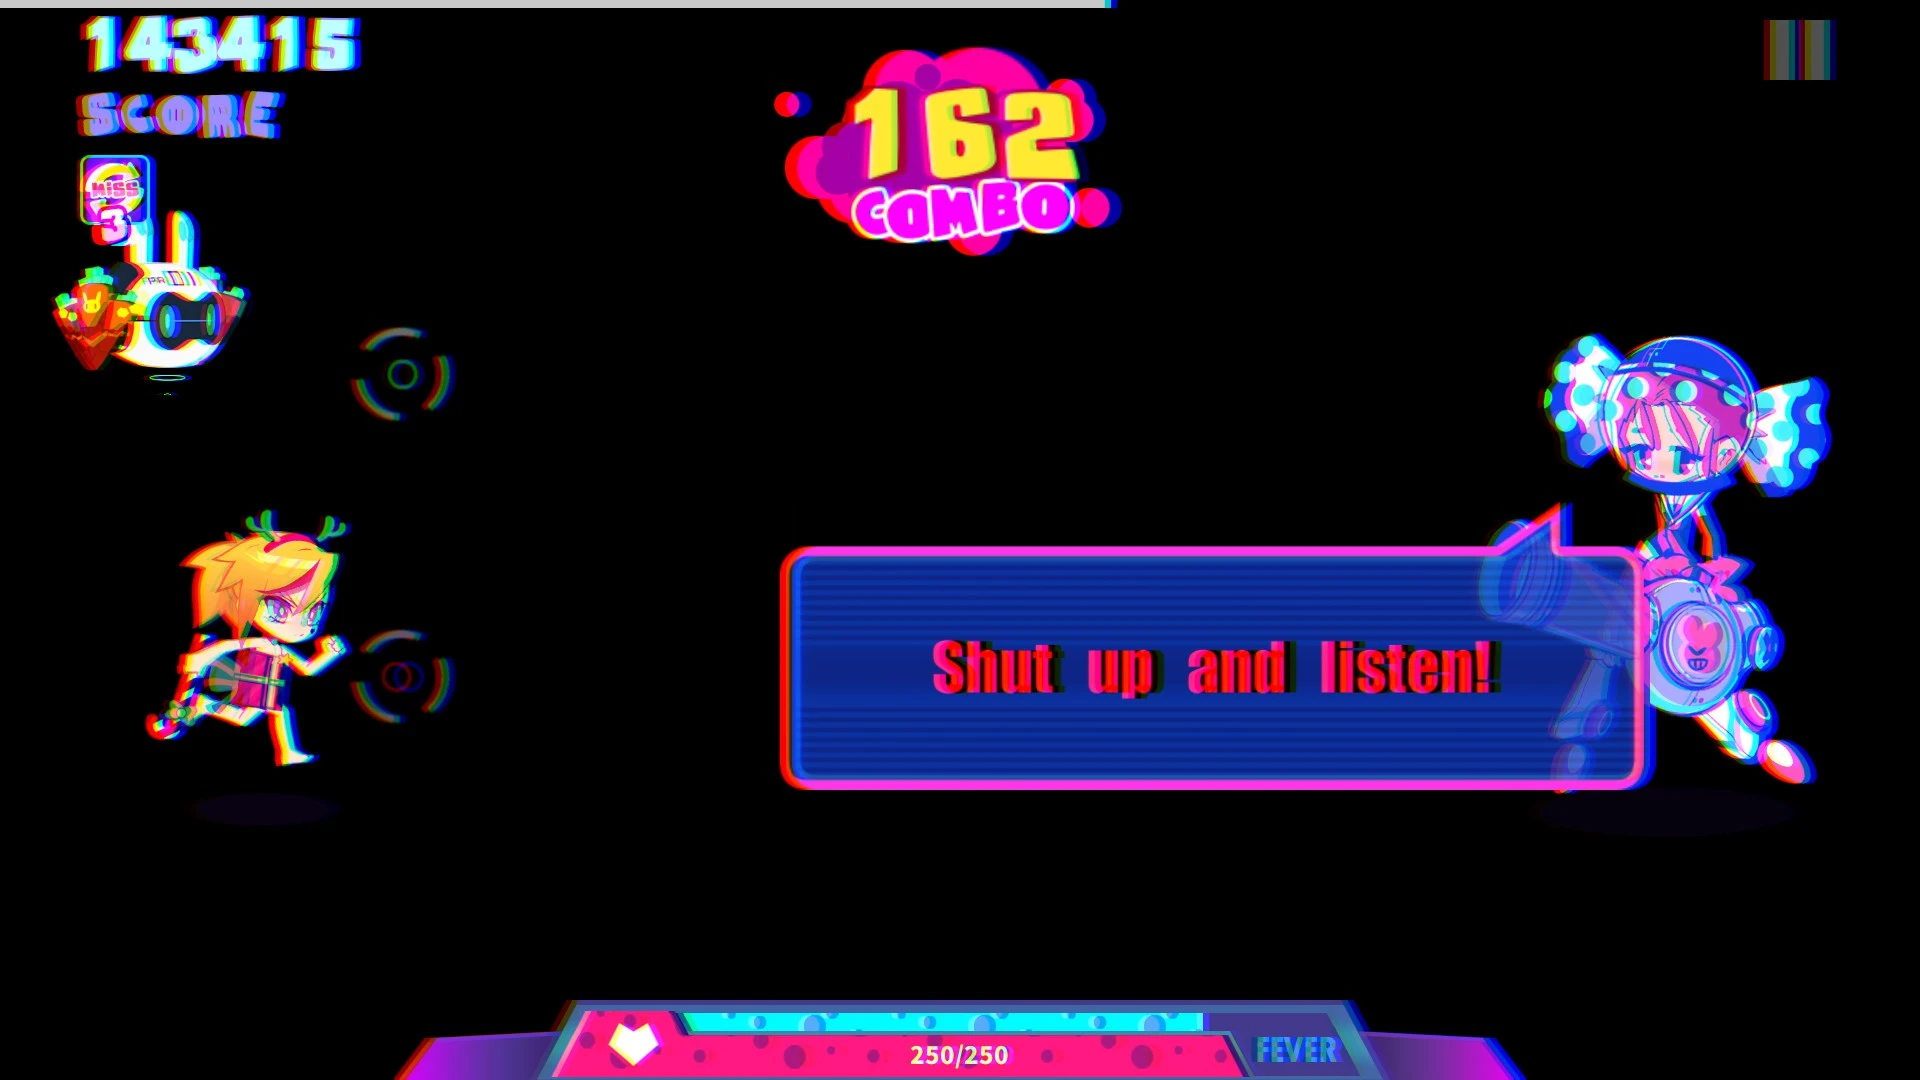 143415
SCORE
162
COMBO
MISS
3
Shut up and listen!
250/250
FEVER